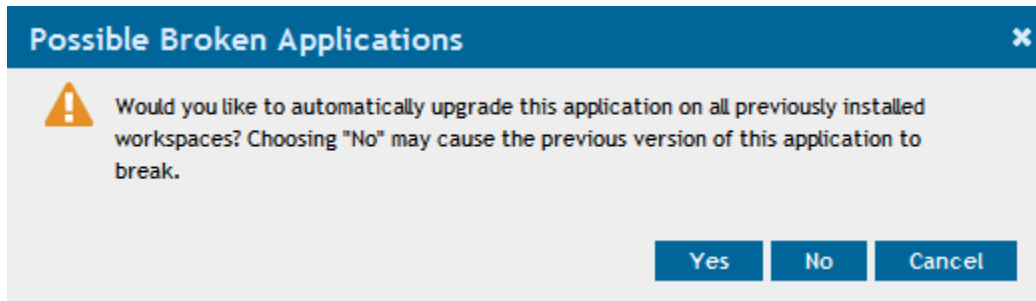 Possible Broken Applications
Would you like to automatically upgrade this application on all previously installed
workspaces? Choosing "No" may cause the previous version of this application to
break.
Yes No Cancel